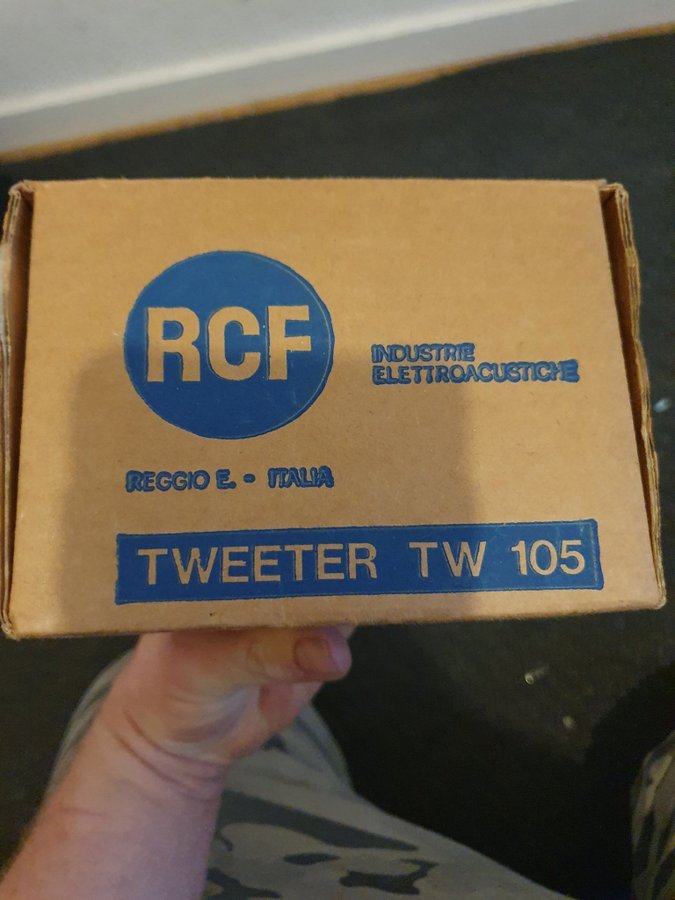 RCF
INDUSTRIE
ELETTROACUSTICHE
REGGIO E. - ITALIA
TWEETER TW 105